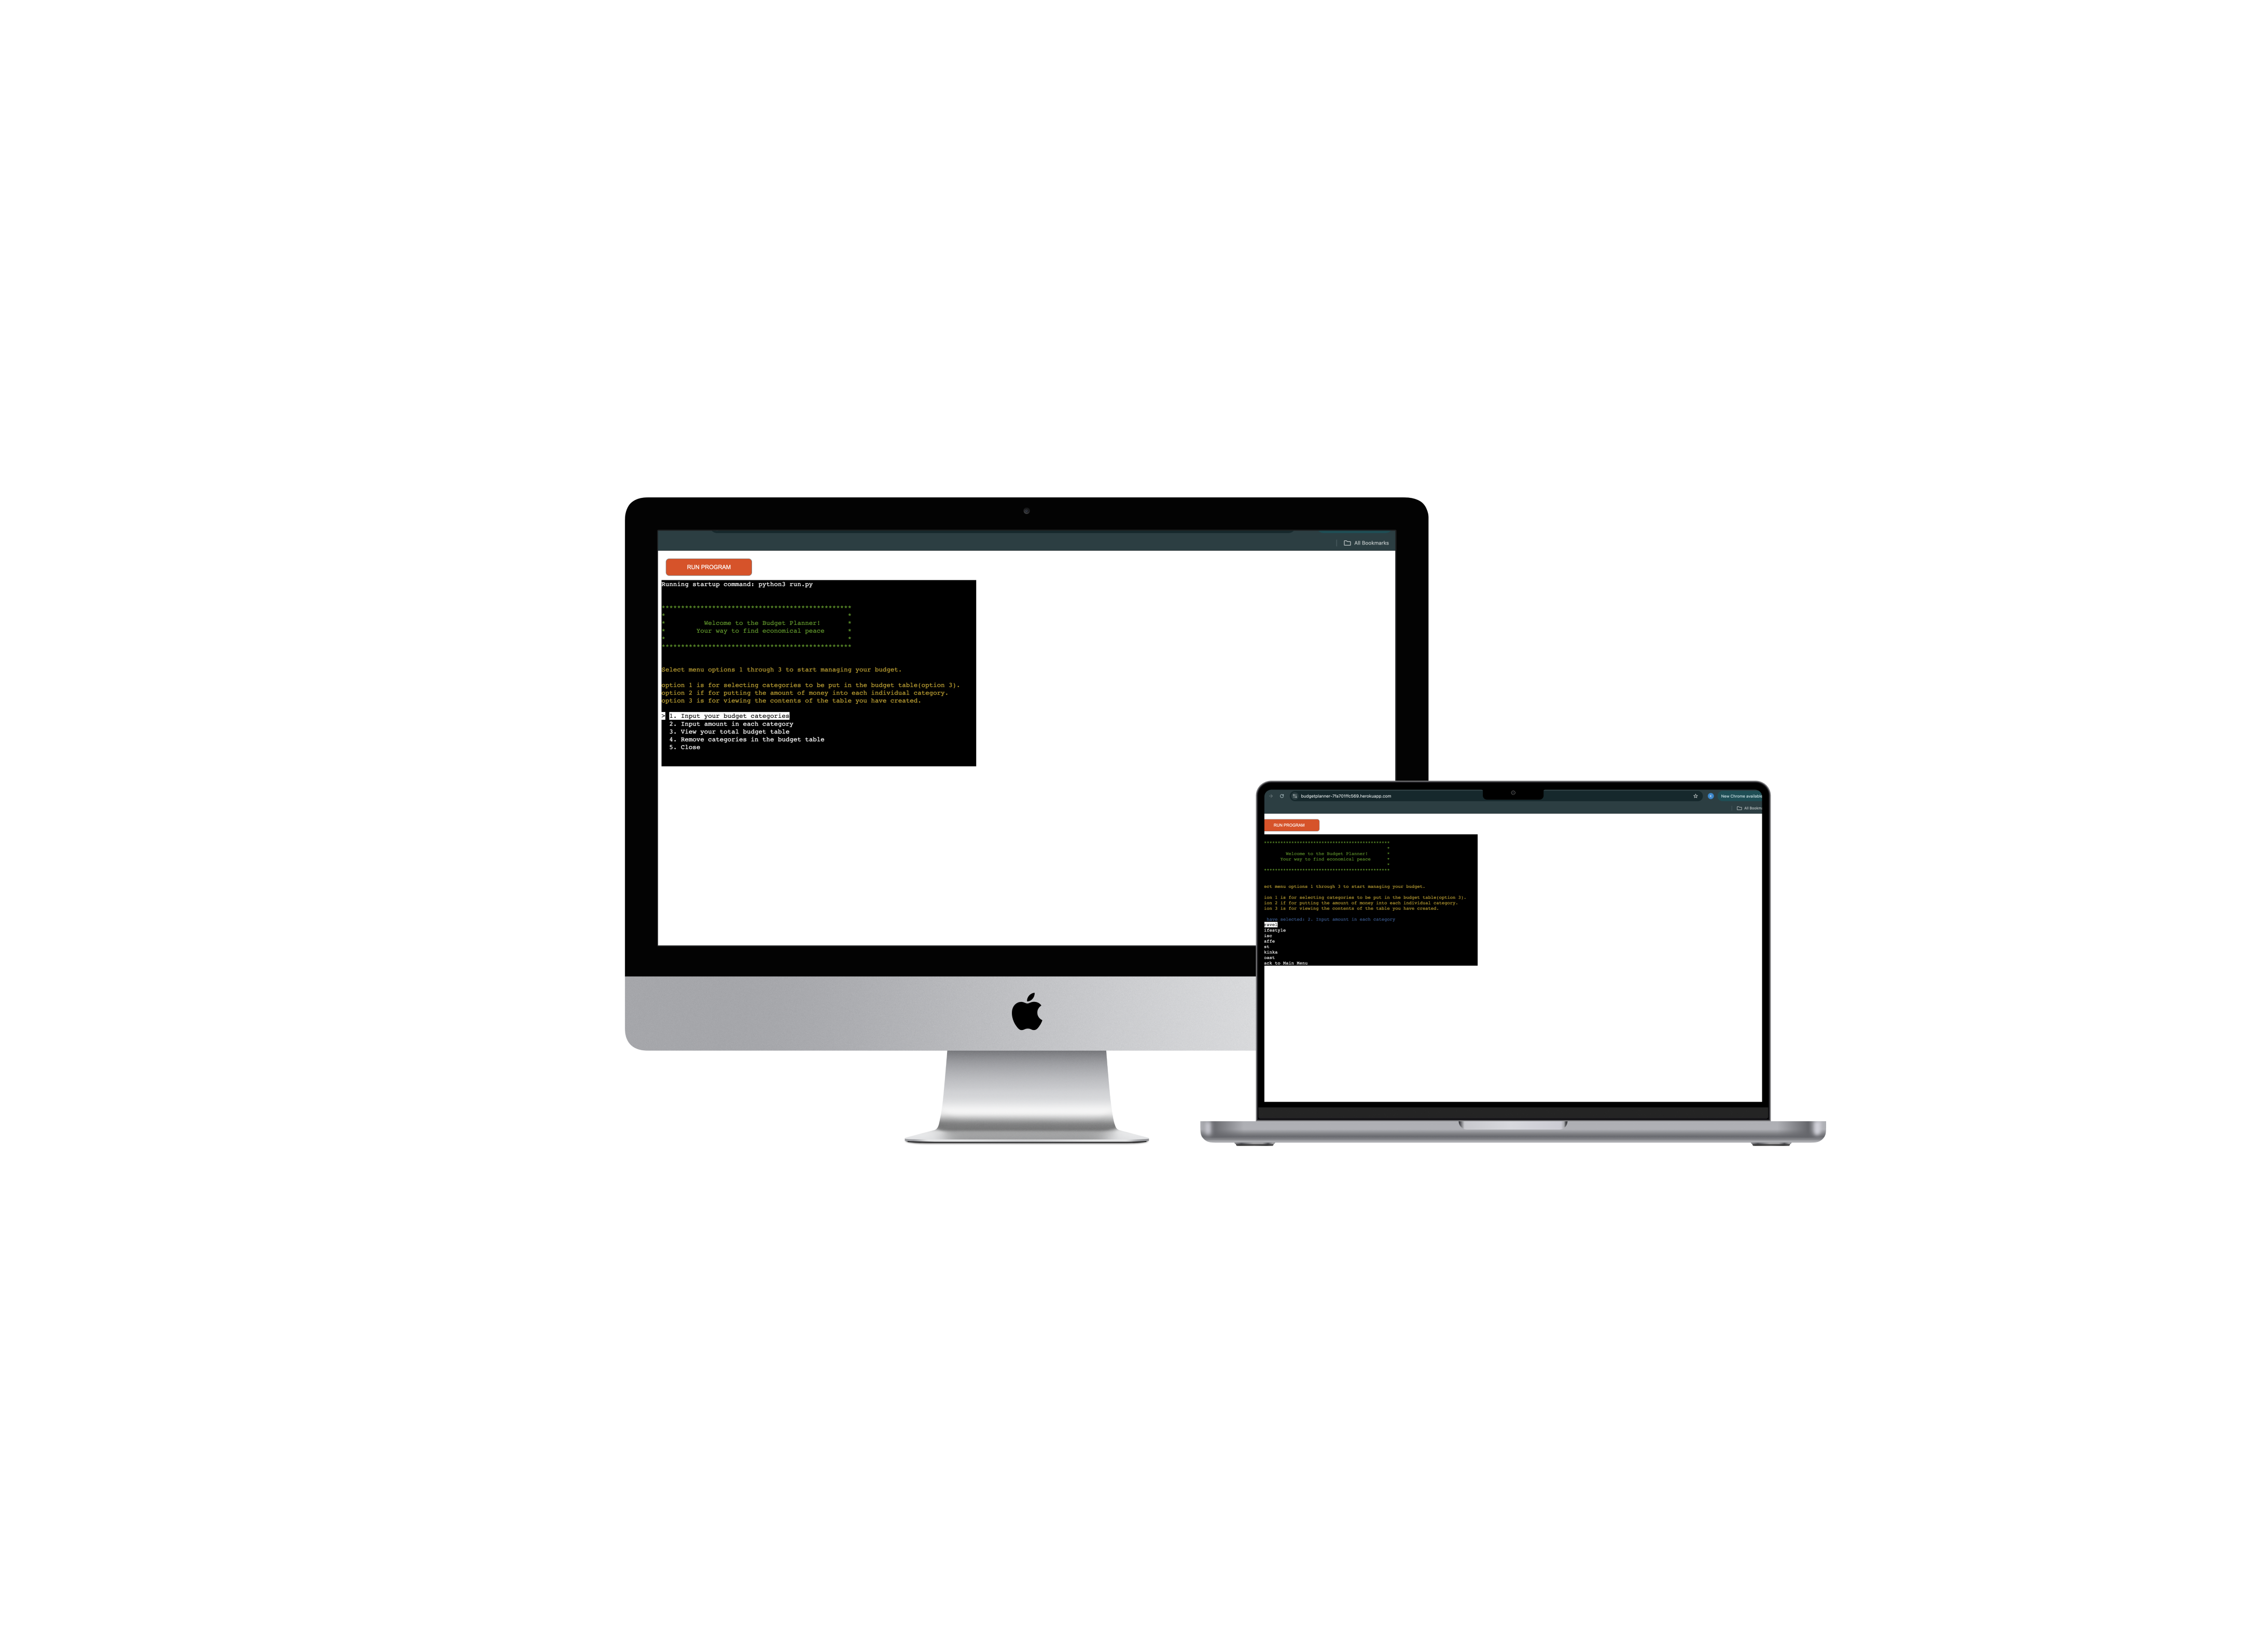 All Bookmarks
RUN PROGRAM
Running startup command: python3 run.py
***********************************************
* *
* Welcome to the Budget Planner! *
* Your way to find economical peace *
* *
***********************************************
Select menu options 1 through 3 to start managing your budget.
option 1 is for selecting categories to be put in the budget table(option 3).
option 2 if for putting the amount of money into each individual category.
option 3 is for viewing the contents of the table you have created.
> 1. Input your budget categories
2. Input amount in each category
3. View your total budget table
4. Remove categories in the budget table
5. Close
New Chrome available
All Bookm
RUN PROGRAM
***********************************************
*
Welcome to the Budget Planner! *
Your way to find economical peace *
*
***********************************************
ect menu options 1 through 3 to start managing your budget.
ion 1 is for selecting categories to be put in the budget table(option 3).
ion 2 if for putting the amount of money into each individual category.
ion 3 is for viewing the contents of the table you have created.
have selected: 2. Input amount in each category
ifestyle
affe
et
kinka
ack to Main Menu